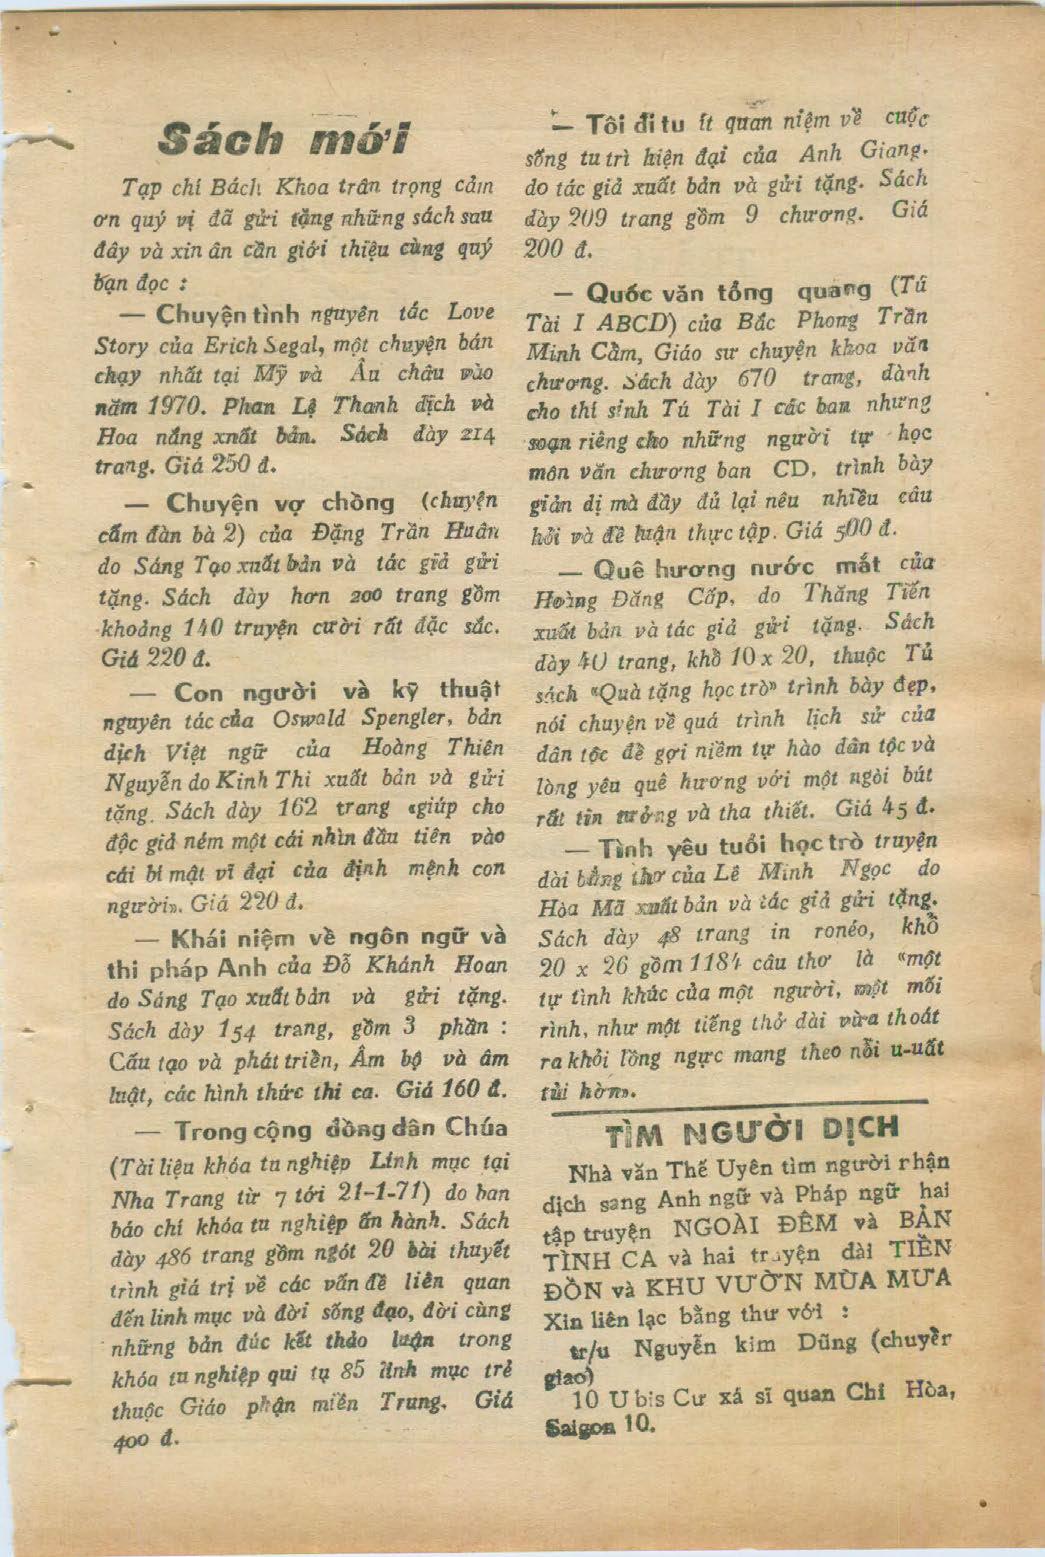 Sách mới
Tạp chí Bách Khoa trân trọng cảm
ơn quý vị đã gửi tặng những sách sau
đây và xin ân cần giới thiệu cùng quý
bạn đọc :
— Chuyện tình nguyên tác Love
Story của Erich Segal, một chuyện bán
chạy nhất tại Mỹ và Âu châu vào
năm 1970. Phan Lệ Thanh dịch và
Hoa nắng xuất bản. Sách dày 214
trang. Giá 250 đ.
— Chuyện vợ chồng (chuyện
cấm đàn bà 2) của Đặng Trần Huân
do Sáng Tạo xuất bản và tác giả gửi
tặng. Sách dày hơn 200 trang gồm
khoảng 140 truyện cười rất đặc sắc.
Giá 220 đ.
— Con người và kỹ thuật
nguyên tác của Oswald Spengler, bản
dịch Việt ngữ của Hoàng Thiên
Nguyễn do Kinh Thi xuất bản và gửi
tặng. Sách dày 162 trang «giúp cho
độc giả ném một cái nhìn đầu tiên vào
cái bí mật vĩ đại của định mệnh con
người». Giá 220 đ.
— Khái niệm về ngôn ngữ và
thi pháp Anh của Đỗ Khánh Hoan
do Sáng Tạo xuất bản và gửi tặng.
Sách dày 154 trang, gồm 3 phần :
Cấu tạo và phát triển, Âm bộ và âm
luật, các hình thức thi ca. Giá 160 đ.
— Trong cộng đồng dân Chúa
(Tài liệu khóa tu nghiệp Linh mục tại
Nha Trang từ 7 tới 21-1-71) do ban
báo chí khóa tu nghiệp ấn hành. Sách
dày 486 trang gồm ngót 20 bài thuyết
trình giá trị về các vấn đề liên quan
đến linh mục và đời sống đạo, đời cùng
những bản đúc kết thảo luận trong
khóa tu nghiệp qui tụ 85 linh mục trẻ
thuộc Giáo phận miền Trung. Giá
400 đ.
— Tôi đi tu ít quan niệm về cuộc
sống tu trì hiện đại của Anh Giang.
do tác giả xuất bản và gửi tặng. Sách
dày 209 trang gồm 9 chương. Giá
200 đ.
— Quốc văn tổng quang (Tú
Tài I ABCD) của Bắc Phong Trần
Minh Cầm, Giáo sư chuyện khoa văn
chương. Sách dày 670 trang, dành
cho thí sinh Tú Tài I các ban nhưng
soạn riêng cho những người tự học
môn văn chương ban CD, trình bày
giản dị mà đầy đủ lại nêu nhiều câu
hỏi và đề luận thực tập. Giá 500 đ.
— Quê hương nước mắt của
Hoàng Đăng Cấp, do Thăng Tiến
xuất bản và tác giả gửi tặng. Sách
dày 40 trang, khổ 10 x 20, thuộc Tủ
sách «Quà tặng học trò» trình bày đẹp,
nói chuyện về quá trình lịch sử của
dân tộc để gợi niềm tự hào dân tộc và
lòng yêu quê hương với một ngòi bút
rất tin tưởng và tha thiết. Giá 45 đ.
— Tình yêu tuổi học trò truyện
dài bằng thơ của Lê Minh Ngọc do
Hòa Mã xuất bản và tác giả gửi tặng.
Sách dày 48 trang in ronéo, khổ
20 x 26 gồm 1184 câu thơ là «một
tự tình khúc của một người, một mối
rình, như một tiếng thở dài vừa thoát
ra khỏi lồng ngực mang theo nỗi u-uất
tủi hờn».
TÌM NGƯỜI DỊCH
Nhà văn Thế Uyên tìm người nhận
dịch sang Anh ngữ và Pháp ngữ hai
tập truyện NGOÀI ĐÊM và BẢN
TÌNH CA và hai truyện dài TIỀN
ĐỒN và KHU VƯỜN MÙA MƯA
Xin liên lạc bằng thư với :
tr/u Nguyễn kim Dũng (chuyển
giao)
10 U bis Cư xá sĩ quan Chí Hòa,
Saigon 10.